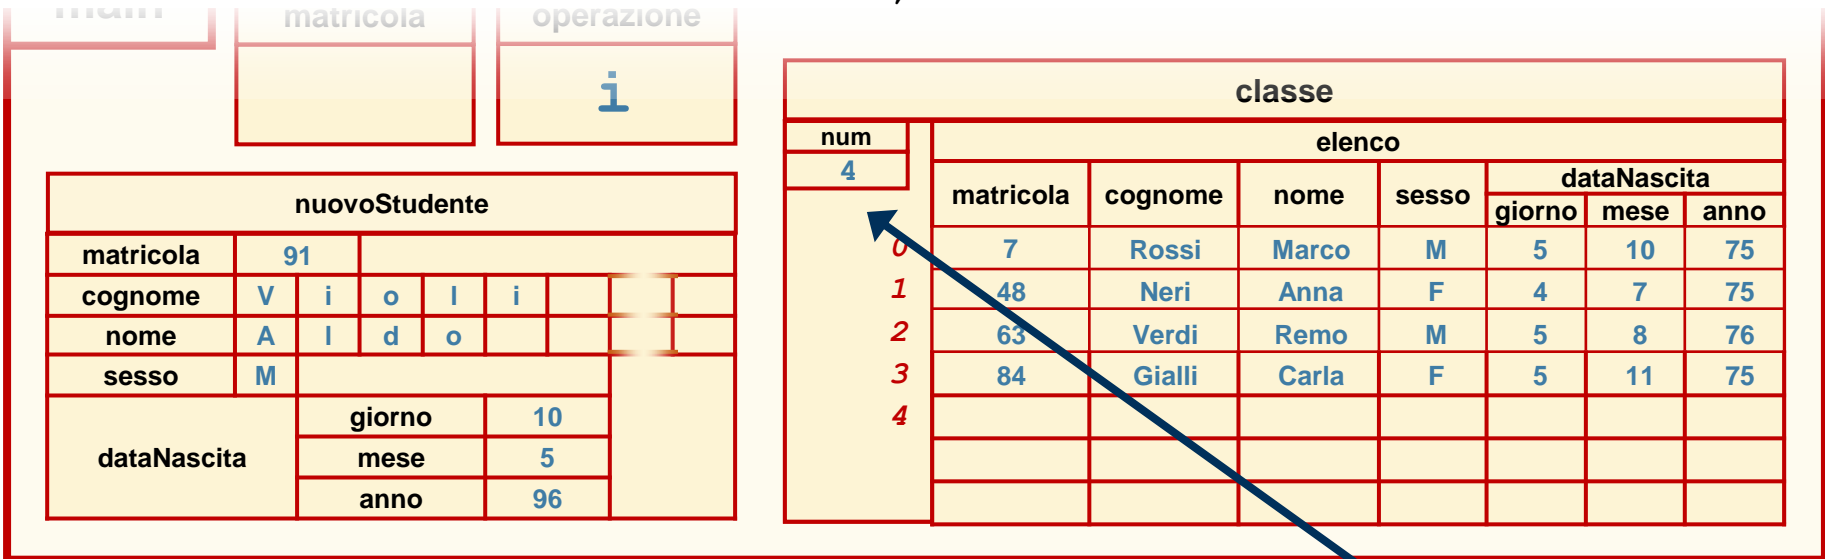 main
matricola operazione
i
nuovoStudente
matricola 91
cognome V i o l i
nome A l d o
sesso M
dataNascita
giorno 10
mese 5
anno 96
classe
num
4
elenco
matricola cognome nome sesso dataNascita
giorno mese anno
0 7 Rossi Marco M 5 10 75
1 48 Neri Anna F 4 7 75
2 63 Verdi Remo M 5 8 76
3 84 Gialli Carla F 5 11 75
4